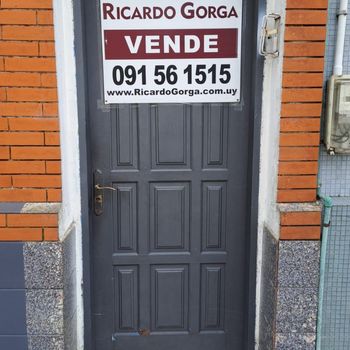 RICARDO GORGA
VENDE
091 56 1515
www.RicardoGorga.com.uy